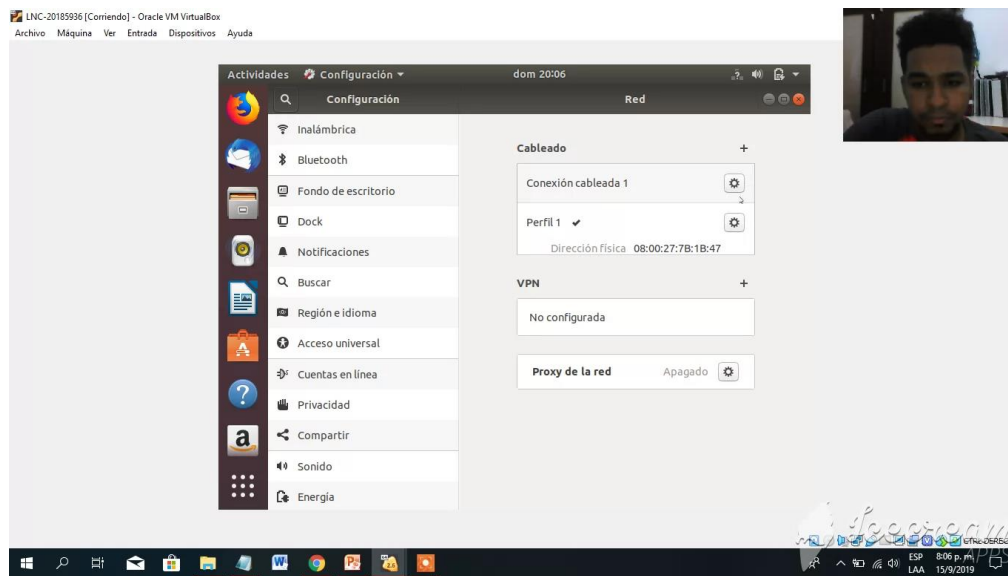 LNC-20185936 [Corriendo] - Oracle VM VirtualBox
Archivo Máquina Ver Entrada Dispositivos Ayuda
Actividades Configuración dom 20:06
Configuración Red
Inalámbrica
Bluetooth
Fondo de escritorio
Dock
Notificaciones
Buscar
Región e idioma
Acceso universal
Cuentas en línea
Privacidad
Compartir
Sonido
Energía
Cableado +
Conexión cableada 1
Perfil 1
Dirección física 08:00:27:7B:1B:47
VPN +
No configurada
Proxy de la red Apagado
APPS
ESP 8:06 p. m.
LAA 15/9/2019